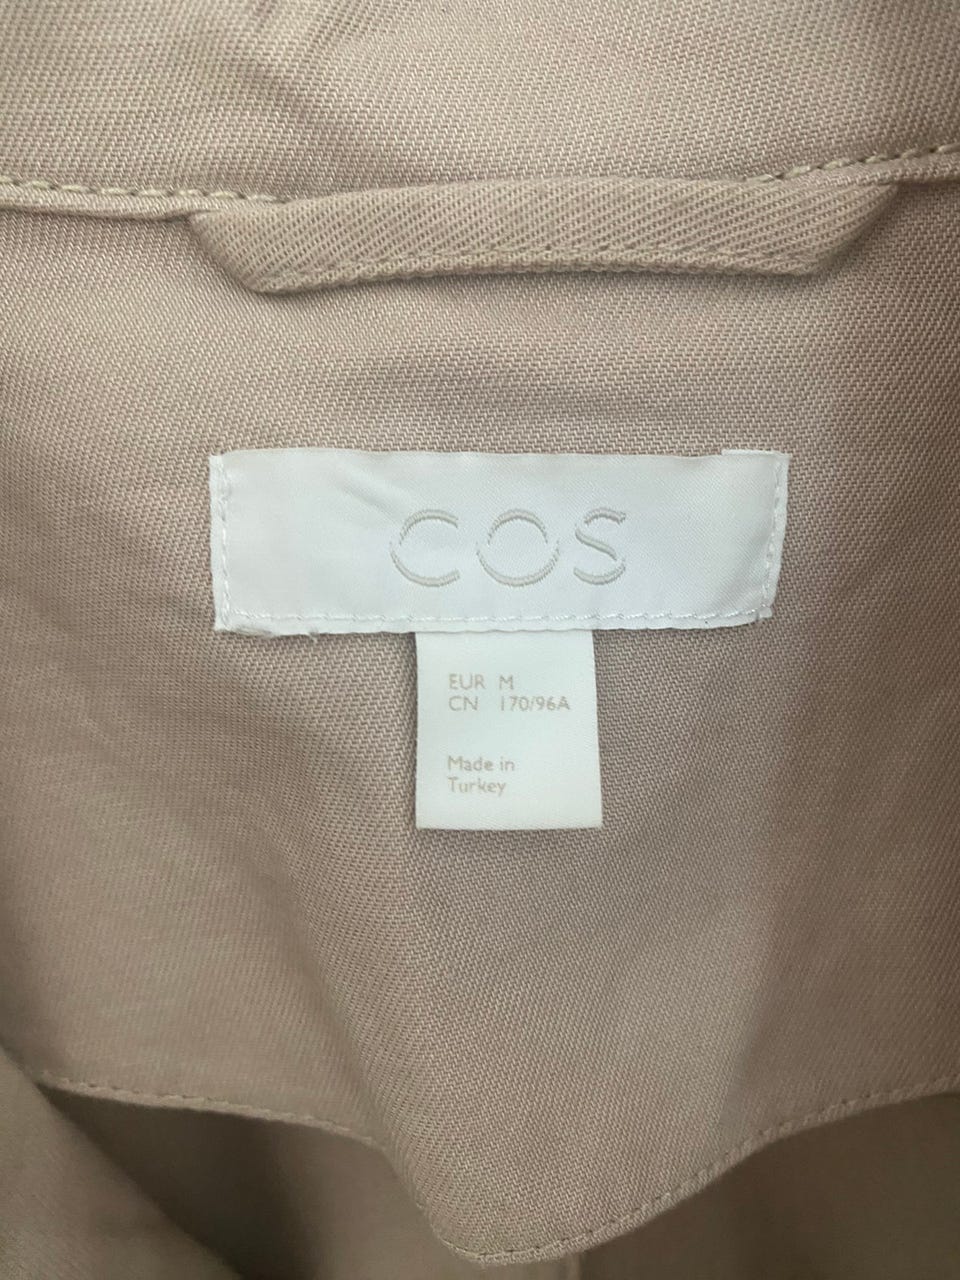 COS
EUR M
CN 170/96A
Made in
Turkey